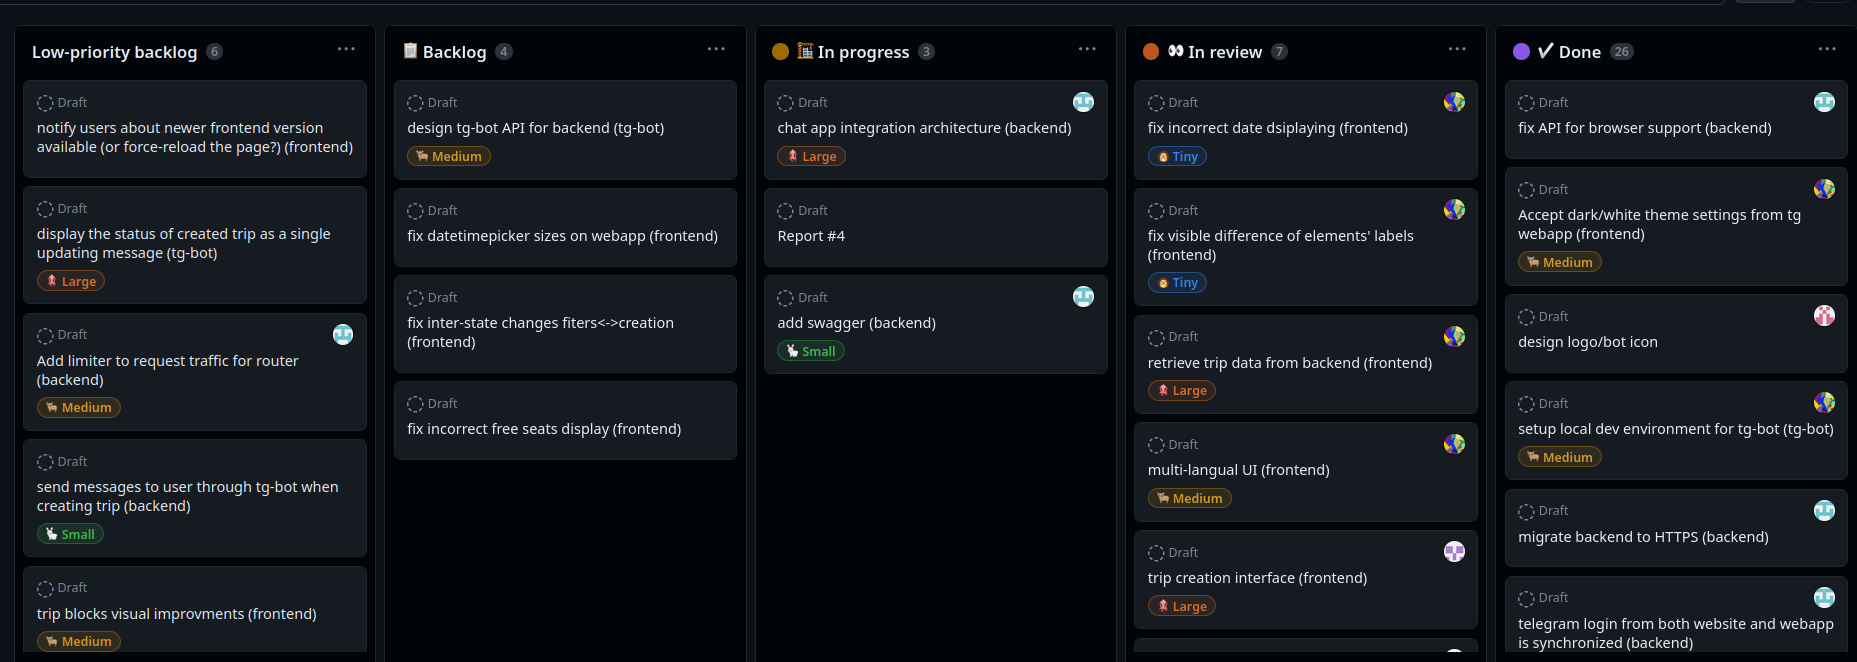 Low-priority backlog 6
Draft
notify users about newer frontend version
available (or force-reload the page?) (frontend)
Draft
display the status of created trip as a single
updating message (tg-bot)
Large
Draft
Add limiter to request traffic for router
(backend)
Medium
Draft
send messages to user through tg-bot when
creating trip (backend)
Small
Draft
trip blocks visual improvments (frontend)
Medium
Backlog 4
Draft
design tg-bot API for backend (tg-bot)
Medium
Draft
fix datetimepicker sizes on webapp (frontend)
Draft
fix inter-state changes fiters<->creation
(frontend)
Draft
fix incorrect free seats display (frontend)
In progress 3
Draft
chat app integration architecture (backend)
Large
Draft
Report #4
Draft
add swagger (backend)
Small
In review 7
Draft
fix incorrect date dsiplaying (frontend)
Tiny
Draft
fix visible difference of elements' labels
(frontend)
Tiny
Draft
retrieve trip data from backend (frontend)
Large
Draft
multi-langual UI (frontend)
Medium
Draft
trip creation interface (frontend)
Large
Done 26
Draft
fix API for browser support (backend)
Draft
Accept dark/white theme settings from tg
webapp (frontend)
Medium
Draft
design logo/bot icon
Draft
setup local dev environment for tg-bot (tg-bot)
Medium
Draft
migrate backend to HTTPS (backend)
Draft
telegram login from both website and webapp
is synchronized (backend)